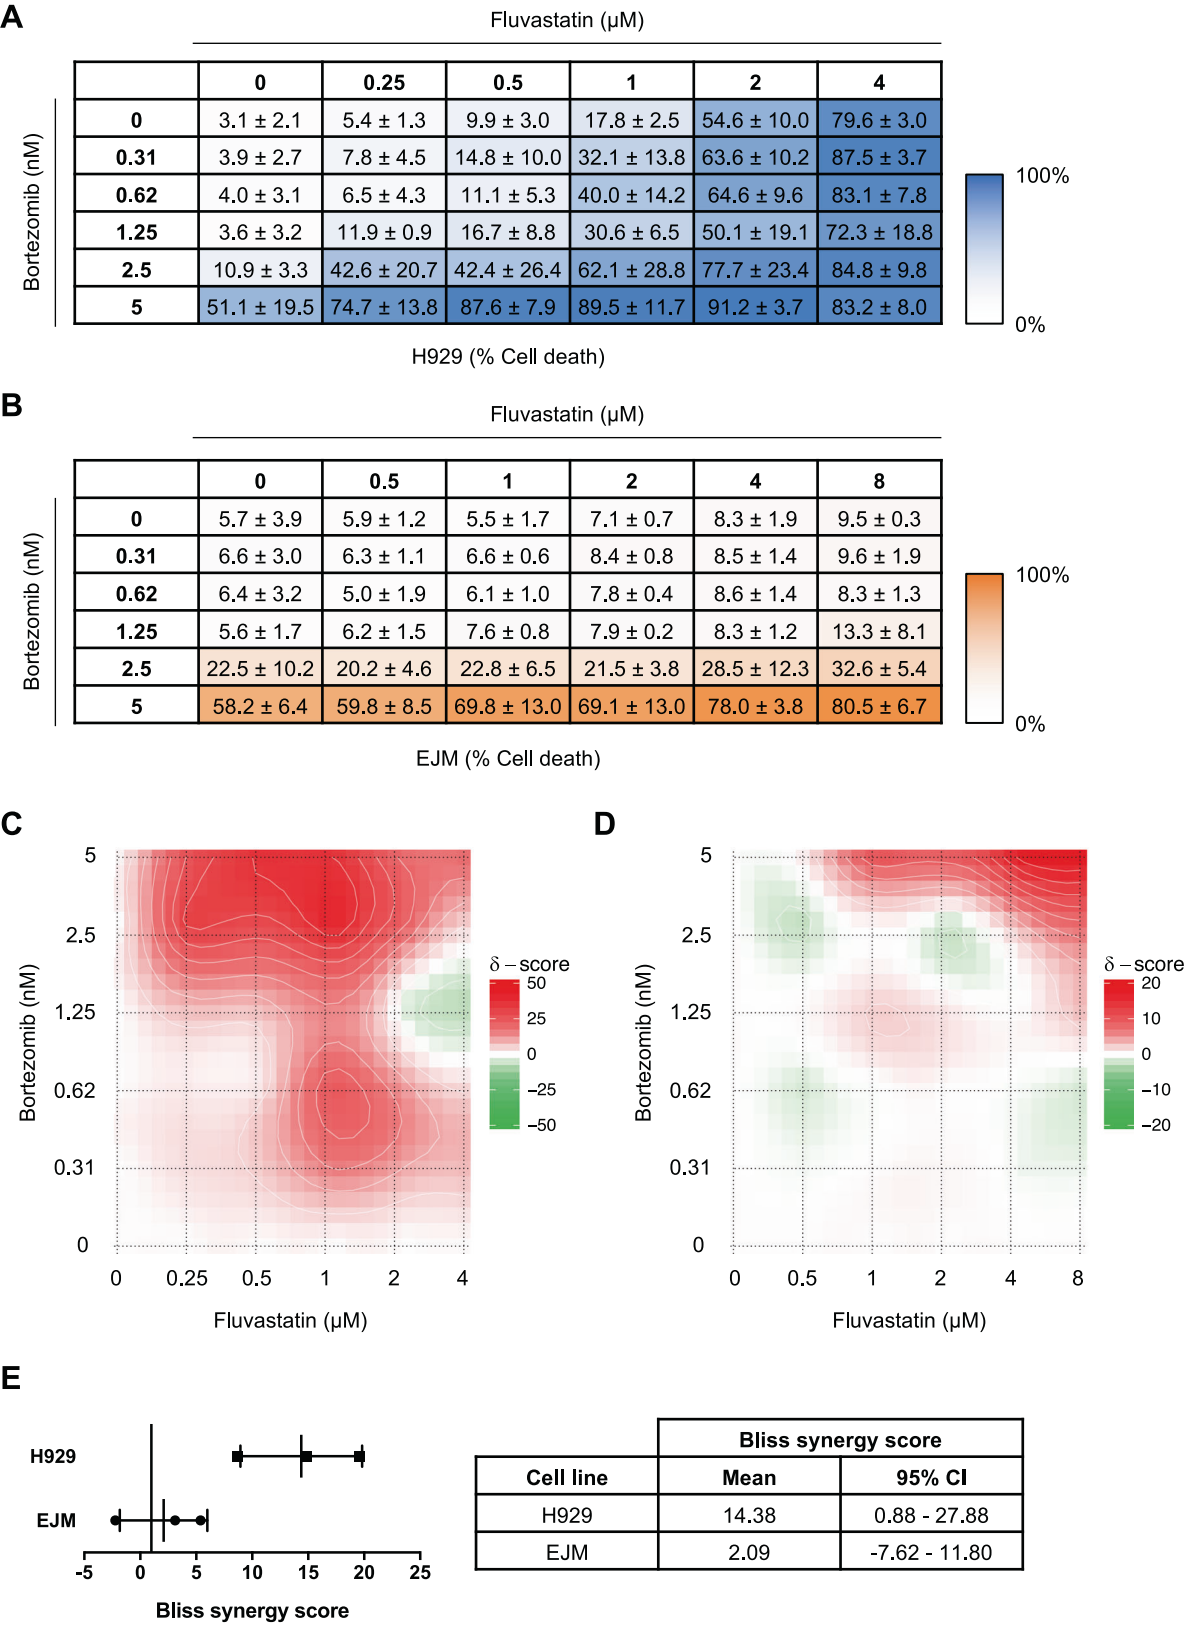 A
Fluvastatin (µM)
0 0.25 0.5 1 2 4
Bortezomib (nM)
0 3.1 ± 2.1 5.4 ± 1.3 9.9 ± 3.0 17.8 ± 2.5 54.6 ± 10.0 79.6 ± 3.0
0.31 3.9 ± 2.7 7.8 ± 4.5 14.8 ± 10.0 32.1 ± 13.8 63.6 ± 10.2 87.5 ± 3.7
0.62 4.0 ± 3.1 6.5 ± 4.3 11.1 ± 5.3 40.0 ± 14.2 64.6 ± 9.6 83.1 ± 7.8
1.25 3.6 ± 3.2 11.9 ± 0.9 16.7 ± 8.8 30.6 ± 6.5 50.1 ± 19.1 72.3 ± 18.8
2.5 10.9 ± 3.3 42.6 ± 20.7 42.4 ± 26.4 62.1 ± 28.8 77.7 ± 23.4 84.8 ± 9.8
5 51.1 ± 19.5 74.7 ± 13.8 87.6 ± 7.9 89.5 ± 11.7 91.2 ± 3.7 83.2 ± 8.0
100%
0%
H929 (% Cell death)
B
Fluvastatin (µM)
0 0.5 1 2 4 8
Bortezomib (nM)
0 5.7 ± 3.9 5.9 ± 1.2 5.5 ± 1.7 7.1 ± 0.7 8.3 ± 1.9 9.5 ± 0.3
0.31 6.6 ± 3.0 6.3 ± 1.1 6.6 ± 0.6 8.4 ± 0.8 8.5 ± 1.4 9.6 ± 1.9
0.62 6.4 ± 3.2 5.0 ± 1.9 6.1 ± 1.0 7.8 ± 0.4 8.6 ± 1.4 8.3 ± 1.3
1.25 5.6 ± 1.7 6.2 ± 1.5 7.6 ± 0.8 7.9 ± 0.2 8.3 ± 1.2 13.3 ± 8.1
2.5 22.5 ± 10.2 20.2 ± 4.6 22.8 ± 6.5 21.5 ± 3.8 28.5 ± 12.3 32.6 ± 5.4
5 58.2 ± 6.4 59.8 ± 8.5 69.8 ± 13.0 69.1 ± 13.0 78.0 ± 3.8 80.5 ± 6.7
100%
0%
EJM (% Cell death)
C
Bortezomib (nM)
5
2.5
1.25
0.62
0.31
0
0 0.25 0.5 1 2 4
Fluvastatin (µM)
δ – score
50
25
0
−25
−50
D
Bortezomib (nM)
5
2.5
1.25
0.62
0.31
0
0 0.5 1 2 4 8
Fluvastatin (µM)
δ – score
20
10
0
−10
−20
E
H929
EJM
-5 0 5 10 15 20 25
Bliss synergy score
Bliss synergy score
Cell line Mean 95% CI
H929 14.38 0.88 - 27.88
EJM 2.09 -7.62 - 11.80